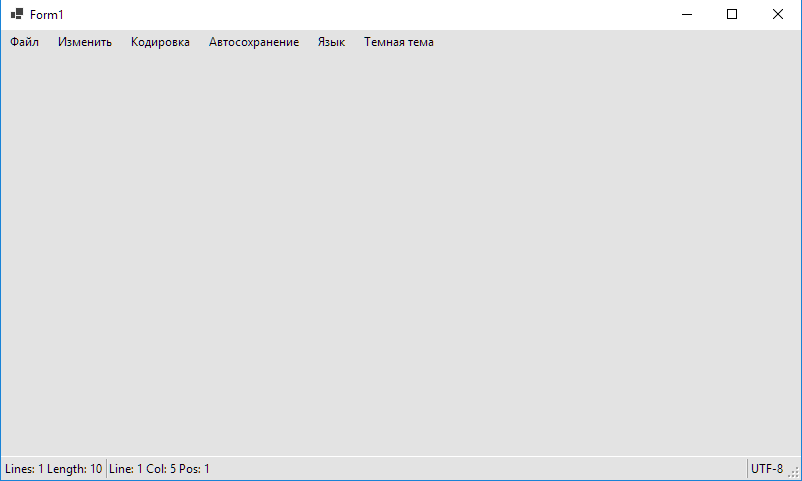 Form1
Файл Изменить Кодировка Автосохранение Язык Темная тема
Lines: 1 Length: 10 Line: 1 Col: 5 Pos: 1 UTF-8